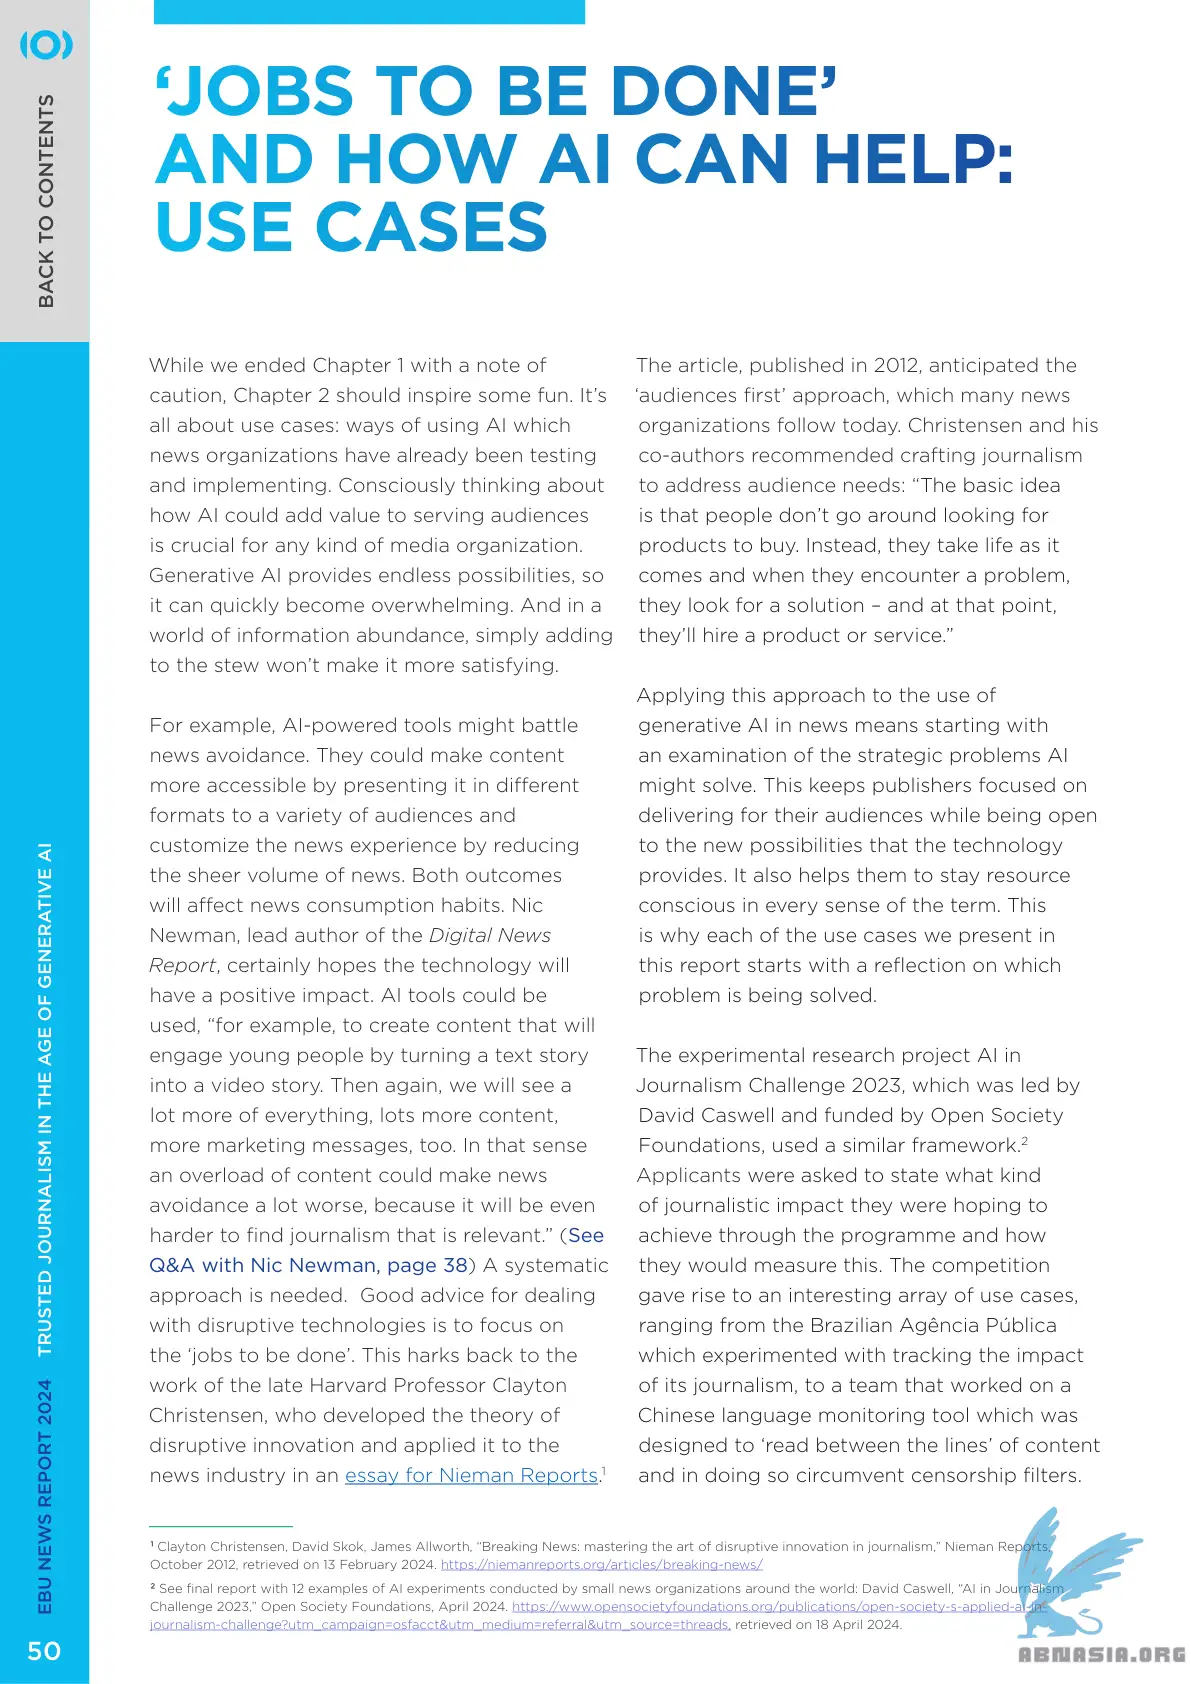 BACK TO CONTENTS
‘JOBS TO BE DONE’
AND HOW AI CAN HELP:
USE CASES
While we ended Chapter 1 with a note of
caution, Chapter 2 should inspire some fun. It’s
all about use cases: ways of using AI which
news organizations have already been testing
and implementing. Consciously thinking about
how AI could add value to serving audiences
is crucial for any kind of media organization.
Generative AI provides endless possibilities, so
it can quickly become overwhelming. And in a
world of information abundance, simply adding
to the stew won’t make it more satisfying.
For example, AI-powered tools might battle
news avoidance. They could make content
more accessible by presenting it in different
formats to a variety of audiences and
customize the news experience by reducing
the sheer volume of news. Both outcomes
will affect news consumption habits. Nic
Newman, lead author of the Digital News
Report, certainly hopes the technology will
have a positive impact. AI tools could be
used, “for example, to create content that will
engage young people by turning a text story
into a video story. Then again, we will see a
lot more of everything, lots more content,
more marketing messages, too. In that sense
an overload of content could make news
avoidance a lot worse, because it will be even
harder to find journalism that is relevant.” (See
Q&A with Nic Newman, page 38) A systematic
approach is needed.  Good advice for dealing
with disruptive technologies is to focus on
the ‘jobs to be done’. This harks back to the
work of the late Harvard Professor Clayton
Christensen, who developed the theory of
disruptive innovation and applied it to the
news industry in an essay for Nieman Reports.1
The article, published in 2012, anticipated the
‘audiences first’ approach, which many news
organizations follow today. Christensen and his
co-authors recommended crafting journalism
to address audience needs: “The basic idea
is that people don’t go around looking for
products to buy. Instead, they take life as it
comes and when they encounter a problem,
they look for a solution – and at that point,
they’ll hire a product or service.”
Applying this approach to the use of
generative AI in news means starting with
an examination of the strategic problems AI
might solve. This keeps publishers focused on
delivering for their audiences while being open
to the new possibilities that the technology
provides. It also helps them to stay resource
conscious in every sense of the term. This
is why each of the use cases we present in
this report starts with a reflection on which
problem is being solved.
The experimental research project AI in
Journalism Challenge 2023, which was led by
David Caswell and funded by Open Society
Foundations, used a similar framework.2
Applicants were asked to state what kind
of journalistic impact they were hoping to
achieve through the programme and how
they would measure this. The competition
gave rise to an interesting array of use cases,
ranging from the Brazilian Agência Pública
which experimented with tracking the impact
of its journalism, to a team that worked on a
Chinese language monitoring tool which was
designed to ‘read between the lines’ of content
and in doing so circumvent censorship filters.
1 Clayton Christensen, David Skok, James Allworth, “Breaking News: mastering the art of disruptive innovation in journalism,” Nieman Reports,
October 2012, retrieved on 13 February 2024. https://niemanreports.org/articles/breaking-news/
2 See final report with 12 examples of AI experiments conducted by small news organizations around the world: David Caswell, “AI in Journalism
Challenge 2023,” Open Society Foundations, April 2024. https://www.opensocietyfoundations.org/publications/open-society-s-applied-ai-in-
journalism-challenge?utm_campaign=osfacct&utm_medium=referral&utm_source=threads, retrieved on 18 April 2024.
EBU NEWS REPORT 2024 TRUSTED JOURNALISM IN THE AGE OF GENERATIVE AI
50
ABNASIA.ORG